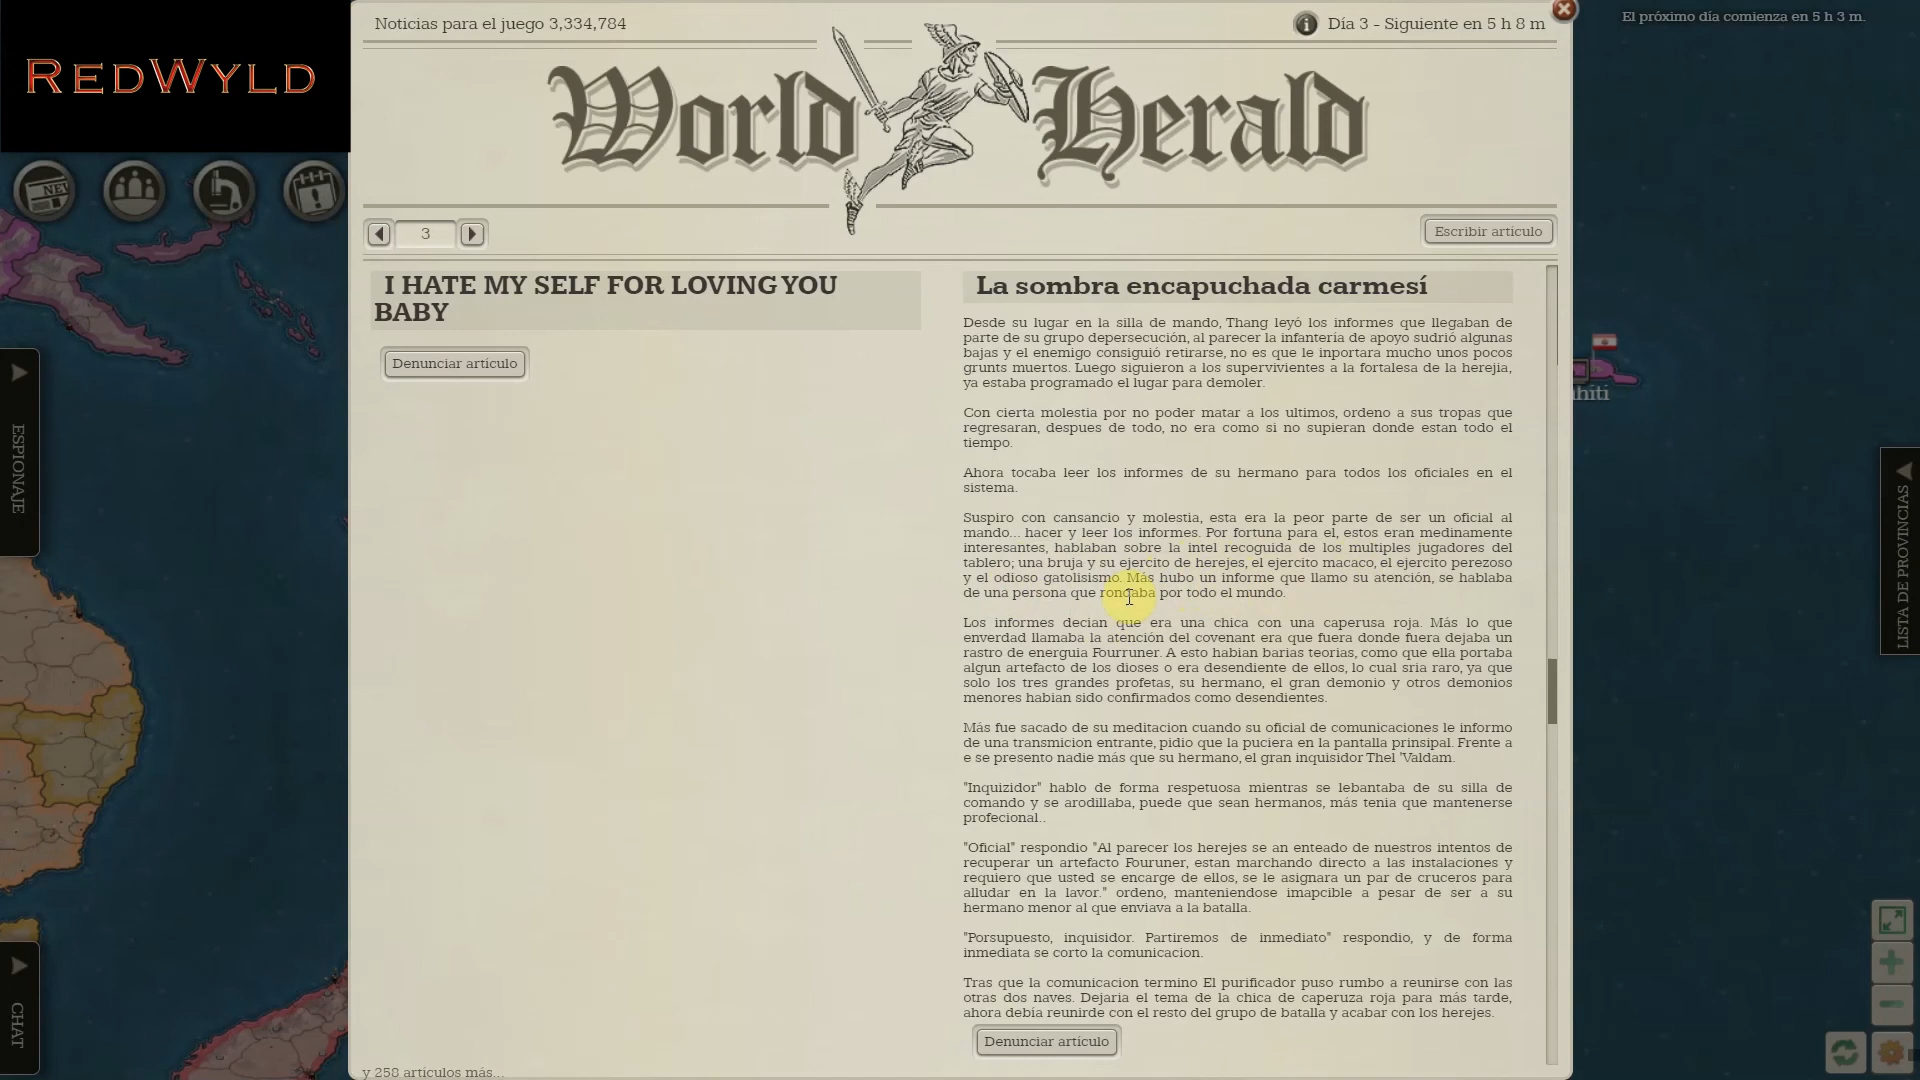 REDWYLD
Noticias para el juego 3,334,784
Día 3 - Siguiente en 5 h 8 m
El próximo día comienza en 5 h 3 m.
World Herald
NEW
3
Escribir artículo
I HATE MY SELF FOR LOVING YOU
BABY
Denunciar artículo
La sombra encapuchada carmesí
Desde su lugar en la silla de mando, Thang leyó los informes que llegaban de
parte de su grupo depersecución, al parecer la infantería de apoyo sudrió algunas
bajas y el enemigo consiguió retirarse, no es que le inportara mucho unos pocos
grunts muertos. Luego siguieron a los supervivientes a la fortalesa de la herejia,
ya estaba programado el lugar para demoler.
Con cierta molestia por no poder matar a los ultimos, ordeno a sus tropas que
regresaran, despues de todo, no era como si no supieran donde estan todo el
tiempo.
Ahora tocaba leer los informes de su hermano para todos los oficiales en el
sistema.
Suspiro con cansancio y molestia, esta era la peor parte de ser un oficial al
mando... hacer y leer los informes. Por fortuna para el, estos eran medinamente
interesantes, hablaban sobre la intel recoguida de los multiples jugadores del
tablero; una bruja y su ejercito de herejes, el ejercito macaco, el ejercito perezoso
y el odioso gatolisismo. Más hubo un informe que llamo su atención, se hablaba
de una persona que rondaba por todo el mundo.
Los informes decian que era una chica con una caperusa roja. Más lo que
enverdad llamaba la atención del covenant era que fuera donde fuera dejaba un
rastro de energuia Fourruner. A esto habian barias teorias, como que ella portaba
algun artefacto de los dioses o era desendiente de ellos, lo cual sria raro, ya que
solo los tres grandes profetas, su hermano, el gran demonio y otros demonios
menores habian sido confirmados como desendientes.
Más fue sacado de su meditacion cuando su oficial de comunicaciones le informo
de una transmicion entrante, pidio que la puciera en la pantalla prinsipal. Frente a
e se presento nadie más que su hermano, el gran inquisidor Thel 'Valdam.
"Inquizidor" hablo de forma respetuosa mientras se lebantaba de su silla de
comando y se arodillaba, puede que sean hermanos, más tenia que mantenerse
profecional..
"Oficial" respondio "Al parecer los herejes se an enteado de nuestros intentos de
recuperar un artefacto Fouruner, estan marchando directo a las instalaciones y
requiero que usted se encarge de ellos, se le asignara un par de cruceros para
alludar en la lavor." ordeno, manteniendose imapcible a pesar de ser a su
hermano menor al que enviava a la batalla.
"Porsupuesto, inquisidor. Partiremos de inmediato" respondio, y de forma
inmediata se corto la comunicacion.
Tras que la comunicacion termino El purificador puso rumbo a reunirse con las
otras dos naves. Dejaria el tema de la chica de caperuza roja para más tarde,
ahora debía reunirde con el resto del grupo de batalla y acabar con los herejes.
Denunciar artículo
y 258 artículos más...
ESPIONAJE
CHAT
LISTA DE PROVINCIAS